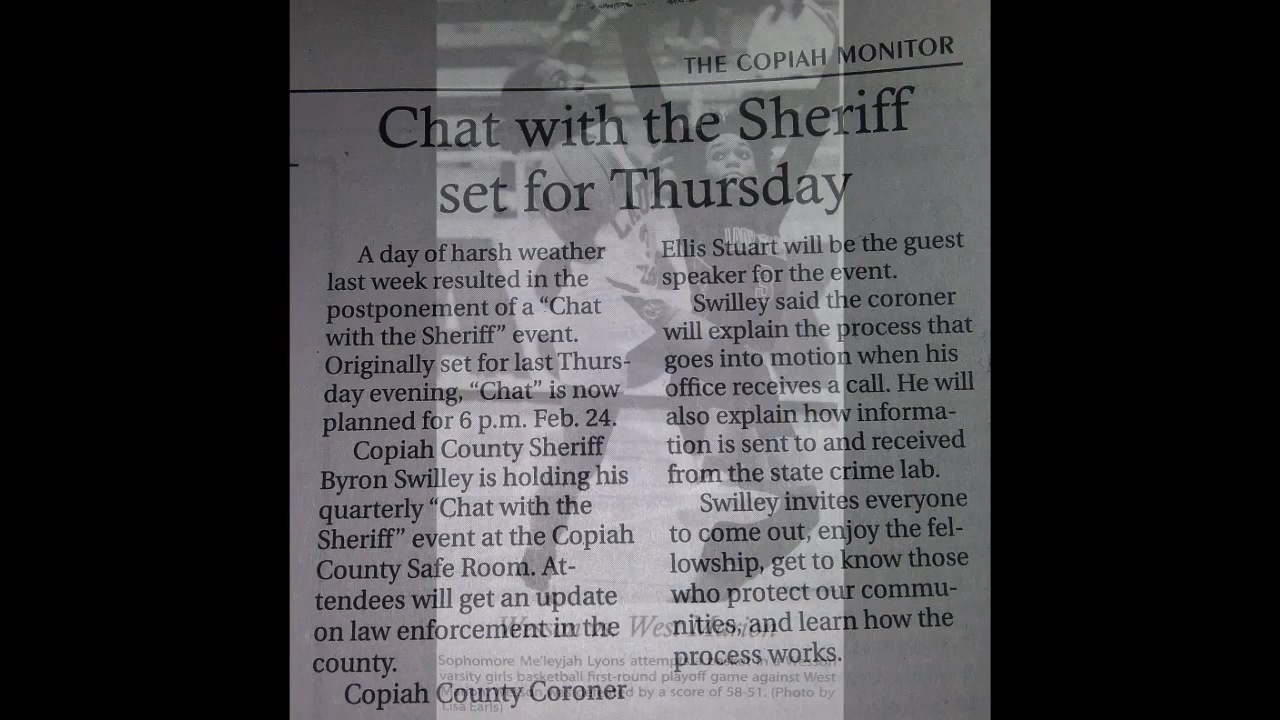 THE COPIAH MONITOR
Chat with the Sheriff
set for Thursday
A day of harsh weather
last week resulted in the
postponement of a “Chat
with the Sheriff” event.
Originally set for last Thurs-
day evening, “Chat” is now
planned for 6 p.m. Feb. 24.
Copiah County Sheriff
Byron Swilley is holding his
quarterly “Chat with the
Sheriff” event at the Copiah
County Safe Room. At-
tendees will get an update
on law enforcement in the
county.
Copiah County Coroner
Ellis Stuart will be the guest
speaker for the event.
Swilley said the coroner
will explain the process that
goes into motion when his
office receives a call. He will
also explain how informa-
tion is sent to and received
from the state crime lab.
Swilley invites everyone
to come out, enjoy the fel-
lowship, get to know those
who protect our commu-
nities, and learn how the
process works.
Sophomore Me'leyjah Lyons
varsity girls basketball first-round playoff game against West
by a score of 58-51. (Photo by
Lisa Earls)